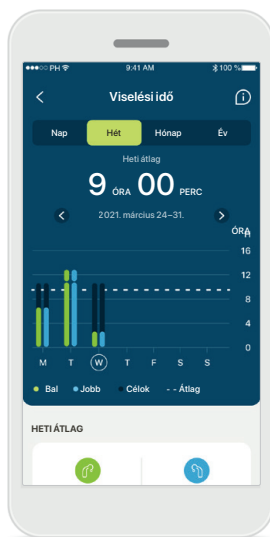 PH 9:41 AM 100 %
Viselési idő
Nap Hét Hónap Év
Heti átlag
9 ÓRA 00 PERC
2021. március 24–31.
ÓRA
16
12
8
4
0
M T W T F S S
Bal Jobb Célok - - Átlag
HETI ÁTLAG